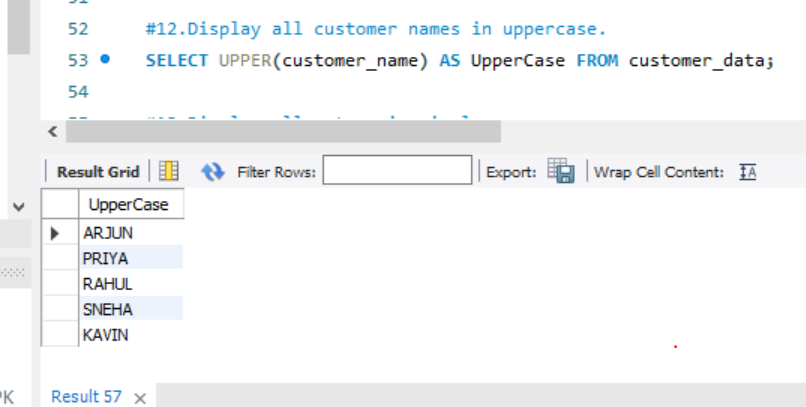 52 #12.Display all customer names in uppercase.
53 SELECT UPPER(customer_name) AS UpperCase FROM customer_data;
54
Result Grid Filter Rows: Export: Wrap Cell Content:
UpperCase
ARJUN
PRIYA
RAHUL
SNEHA
KAVIN
PK Result 57 ×